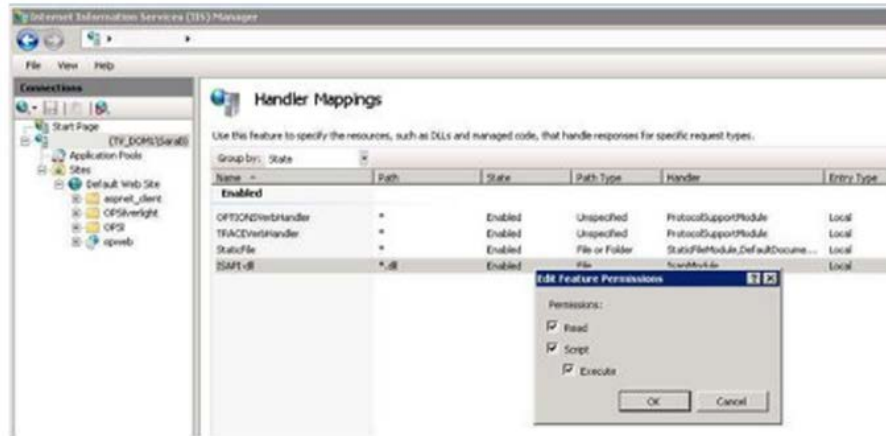 Internet Information Services (IIS) Manager
File View Help
Connections
Start Page
(TV_DOM1\SaraB)
Application Pools
Sites
Default Web Site
aspnet_client
OPSilverlight
OPSI
opweb
Handler Mappings
Use this feature to specify the resources, such as DLLs and managed code, that handle responses for specific request types.
Group by: State
Name Path State Path Type Handler Entry Type
Enabled
OPTIONSVerbHandler * Enabled Unspecified ProtocolSupportModule Local
TRACEVerbHandler * Enabled Unspecified ProtocolSupportModule Local
StaticFile * Enabled File or Folder StaticFileModule,DefaultDocume... Local
ISAPI-dll *.dll Enabled File Local
Edit Feature Permissions
Permissions:
Read
Script
Execute
OK Cancel